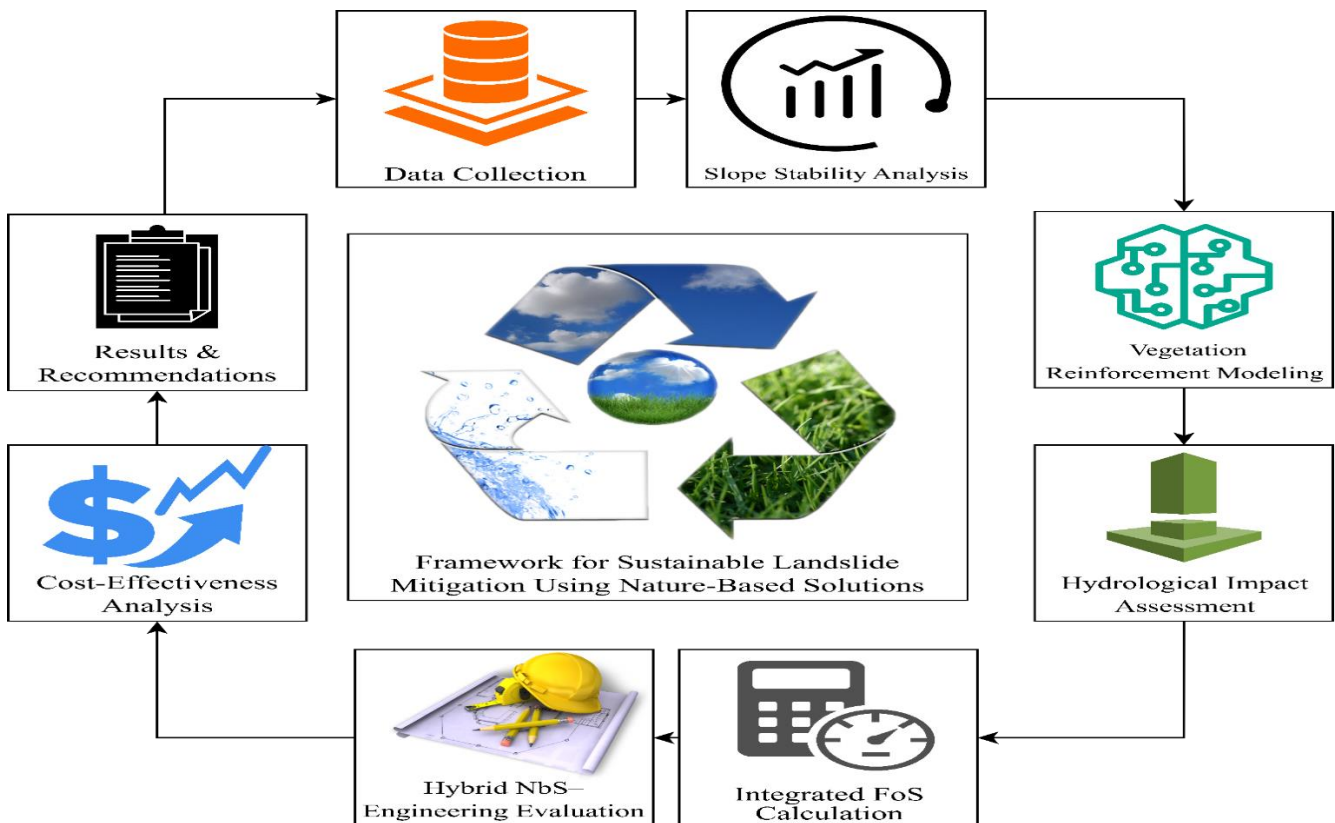 Data Collection
Slope Stability Analysis
Vegetation
Reinforcement Modeling
Hydrological Impact
Assessment
Integrated FoS
Calculation
Hybrid NbS–
Engineering Evaluation
Cost-Effectiveness
Analysis
Results &
Recommendations
Framework for Sustainable Landslide
Mitigation Using Nature-Based Solutions